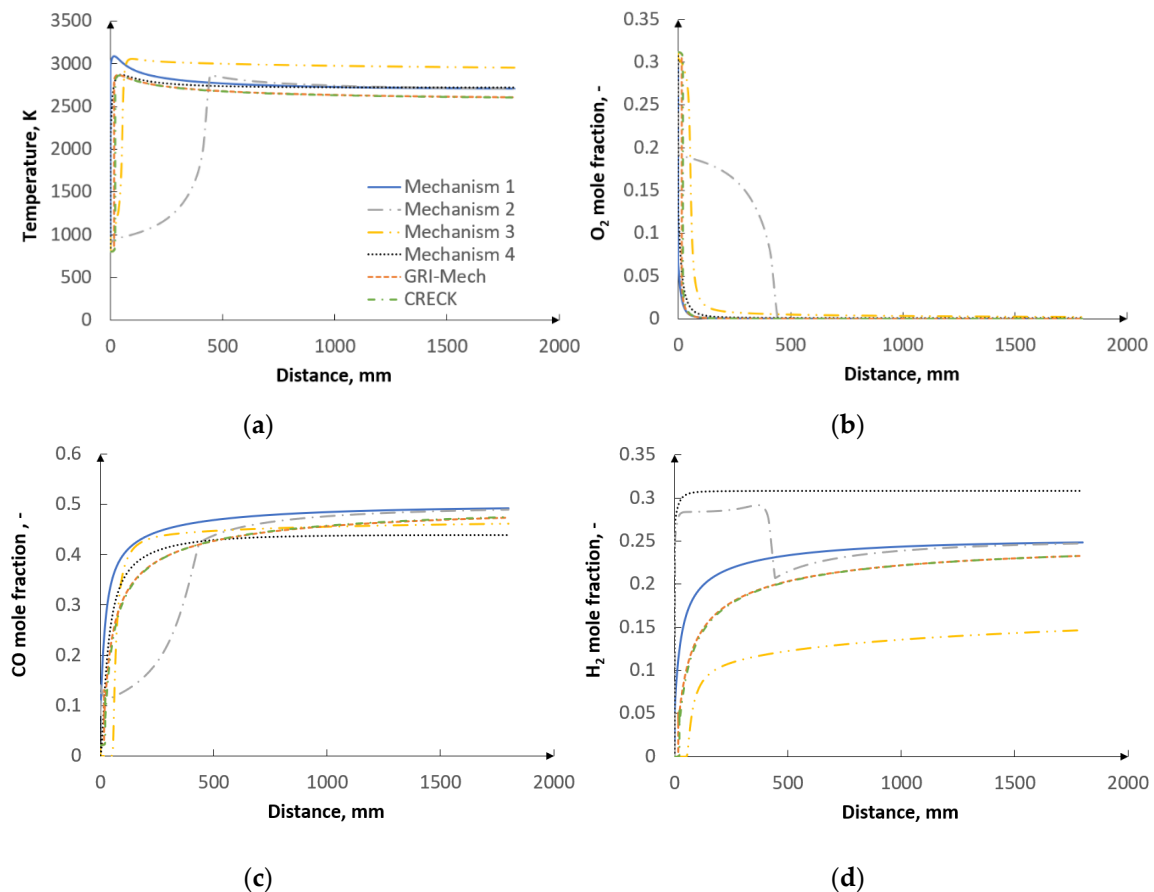 3500
3000
2500
2000
1500
1000
500
0
Temperature, K
0 500 1000 1500 2000
Distance, mm
Mechanism 1
Mechanism 2
Mechanism 3
Mechanism 4
GRI-Mech
CRECK
(a)
0.35
0.3
0.25
0.2
0.15
0.1
0.05
0
O₂ mole fraction, -
0 500 1000 1500 2000
Distance, mm
(b)
0.6
0.5
0.4
0.3
0.2
0.1
0
CO mole fraction , -
0 500 1000 1500 2000
Distance, mm
(c)
0.35
0.3
0.25
0.2
0.15
0.1
0.05
0
H₂ mole fraction, -
0 500 1000 1500 2000
Distance, mm
(d)